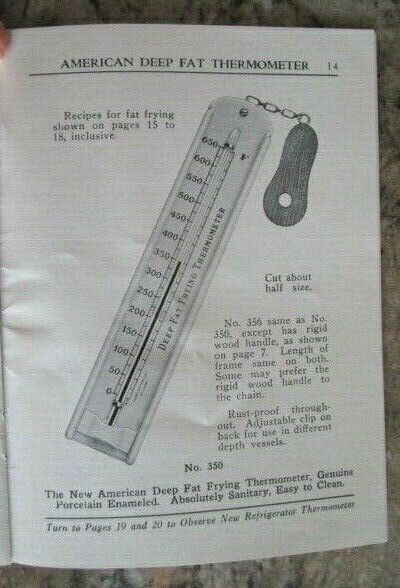 AMERICAN DEEP FAT THERMOMETER 14
Recipes for fat frying
shown on pages 15 to
18, inclusive.
F
650
600
550
500
450
400
350
300
250
200
150
100
50
0
DEEP FAT FRYING THERMOMETER
Cut about
half size.
No. 356 same as No.
350, except has rigid
wood handle, as shown
on page 7. Length of
frame same on both.
Some may prefer the
rigid wood handle to
the chain.
Rust-proof through-
out. Adjustable clip on
back for use in different
depth vessels.
No. 350
The New American Deep Fat Frying Thermometer, Genuine
Porcelain Enameled. Absolutely Sanitary, Easy to Clean.
Turn to Pages 19 and 20 to Observe New Refrigerator Thermometer